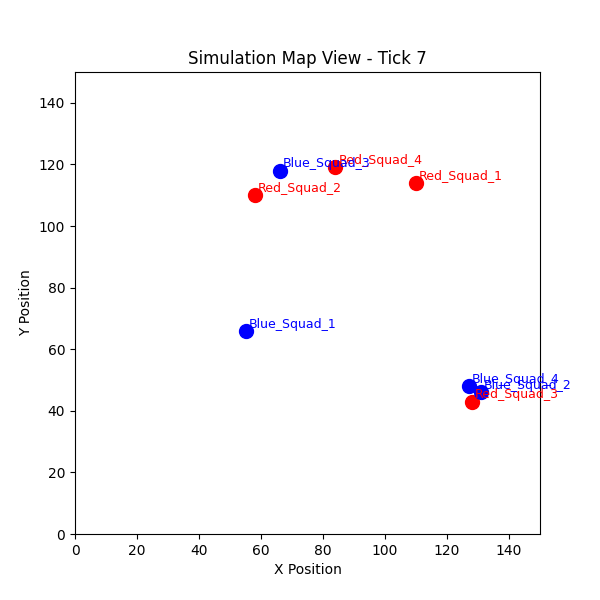 Simulation Map View - Tick 7
Y Position
140
120
100
80
60
40
20
0
Blue_Squad_3
Red_Squad_4
Red_Squad_1
Red_Squad_2
Blue_Squad_1
Blue_Squad_4
Blue_Squad_2
Red_Squad_3
0 20 40 60 80 100 120 140
X Position